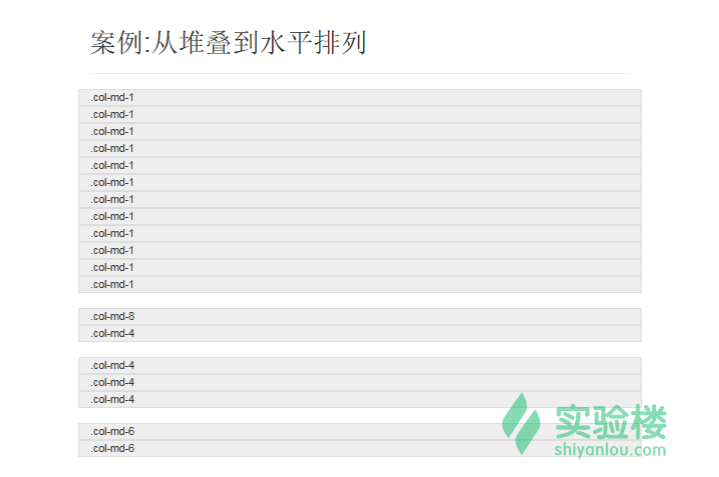 案例:从堆叠到水平排列
.col-md-1
.col-md-1
.col-md-1
.col-md-1
.col-md-1
.col-md-1
.col-md-1
.col-md-1
.col-md-1
.col-md-1
.col-md-1
.col-md-1
.col-md-8
.col-md-4
.col-md-4
.col-md-4
.col-md-4
.col-md-6
.col-md-6
实验楼
shiyanlou.com